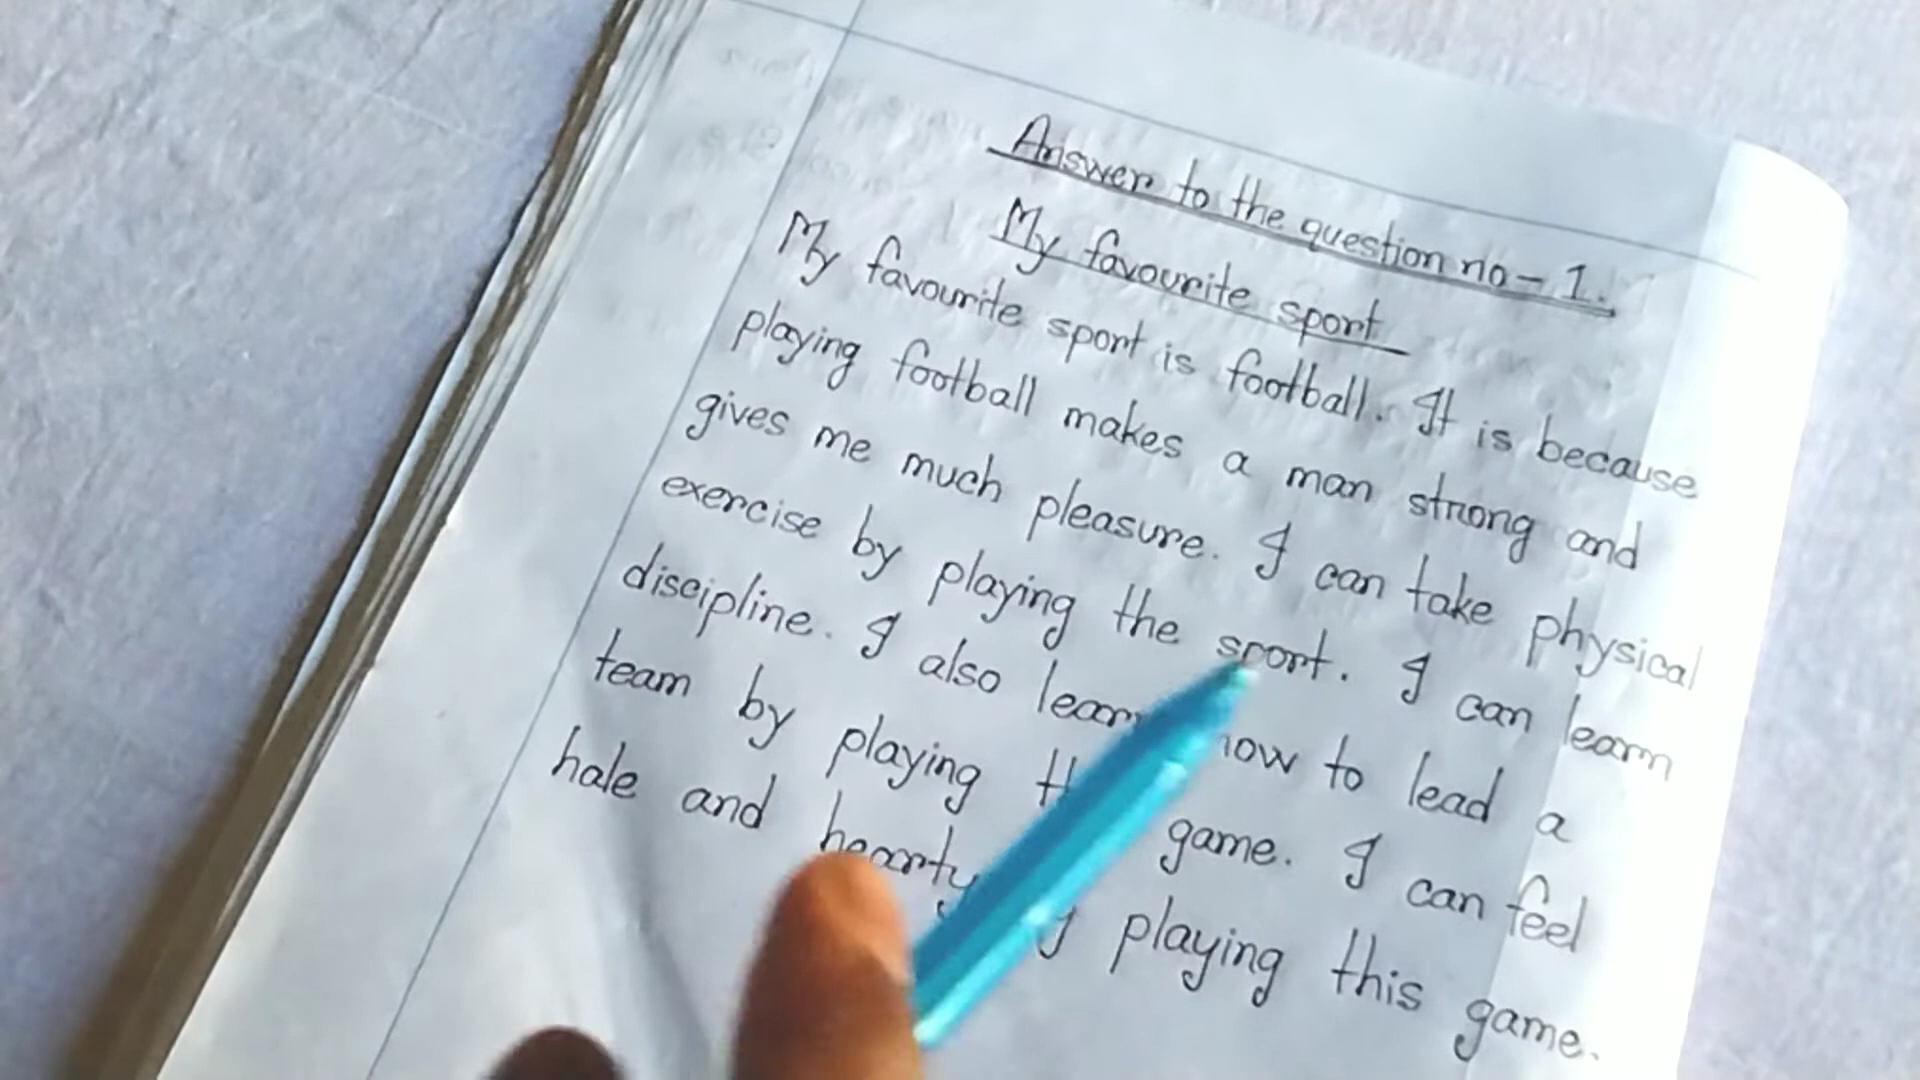 Answer to the question no - 1.
My favourite sport
My favourite sport is football. It is because
playing football makes a man strong and
gives me much pleasure. I can take physical
exercise by playing the sport. I can learn
discipline. I also learn how to lead a
team by playing game. I can feel
hale and hearty playing this game.